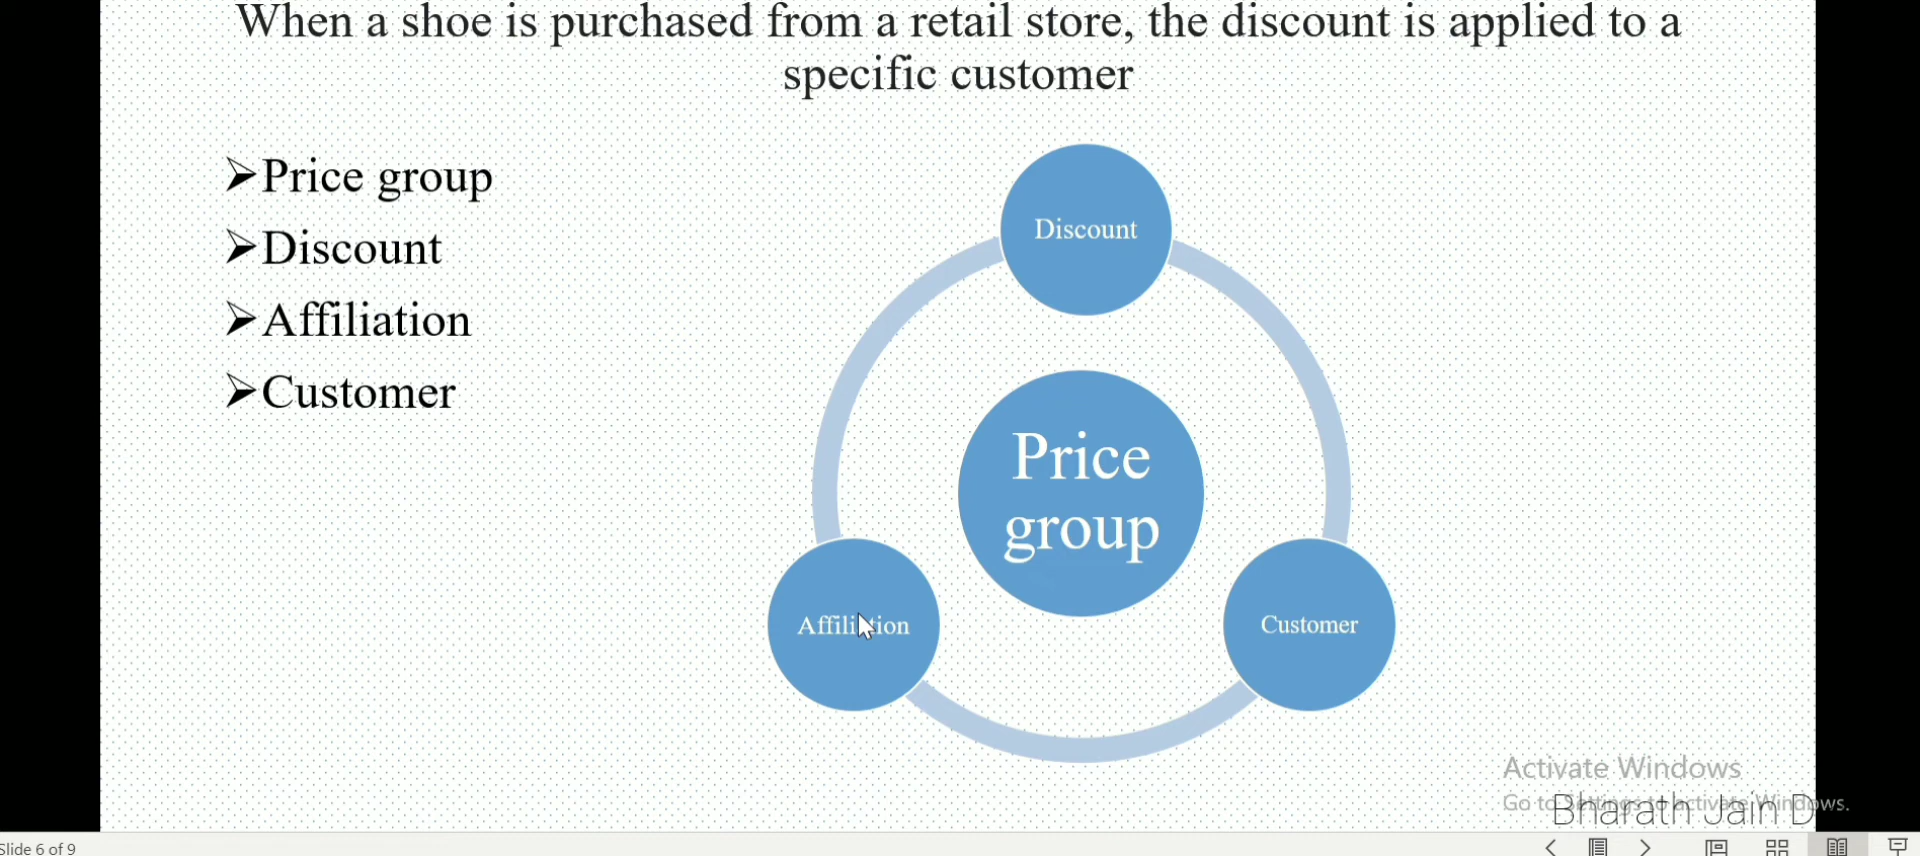 When a shoe is purchased from a retail store, the discount is applied to a
specific customer
➢Price group
➢Discount
➢Affiliation
➢Customer
Discount
Price
group
Affiliation
Customer
Activate Windows
Go to Settings to activate Windows.
Bharath Jain D
Slide 6 of 9